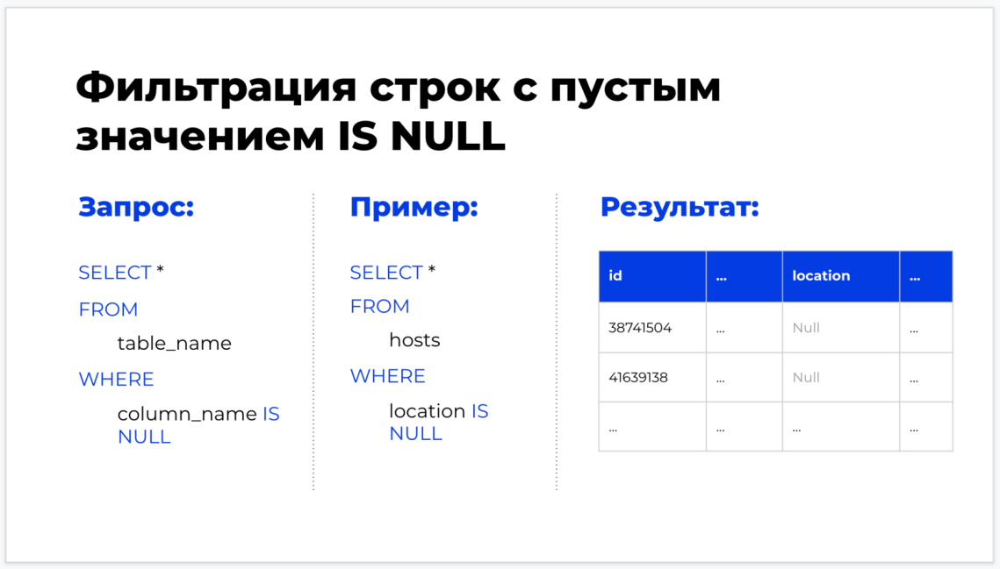 Фильтрация строк с пустым
значением IS NULL
Запрос:
SELECT *
FROM
table_name
WHERE
column_name IS
NULL
Пример:
SELECT *
FROM
hosts
WHERE
location IS
NULL
Результат:
id ... location ...
38741504 ... Null ...
41639138 ... Null ...
... ... ... ...